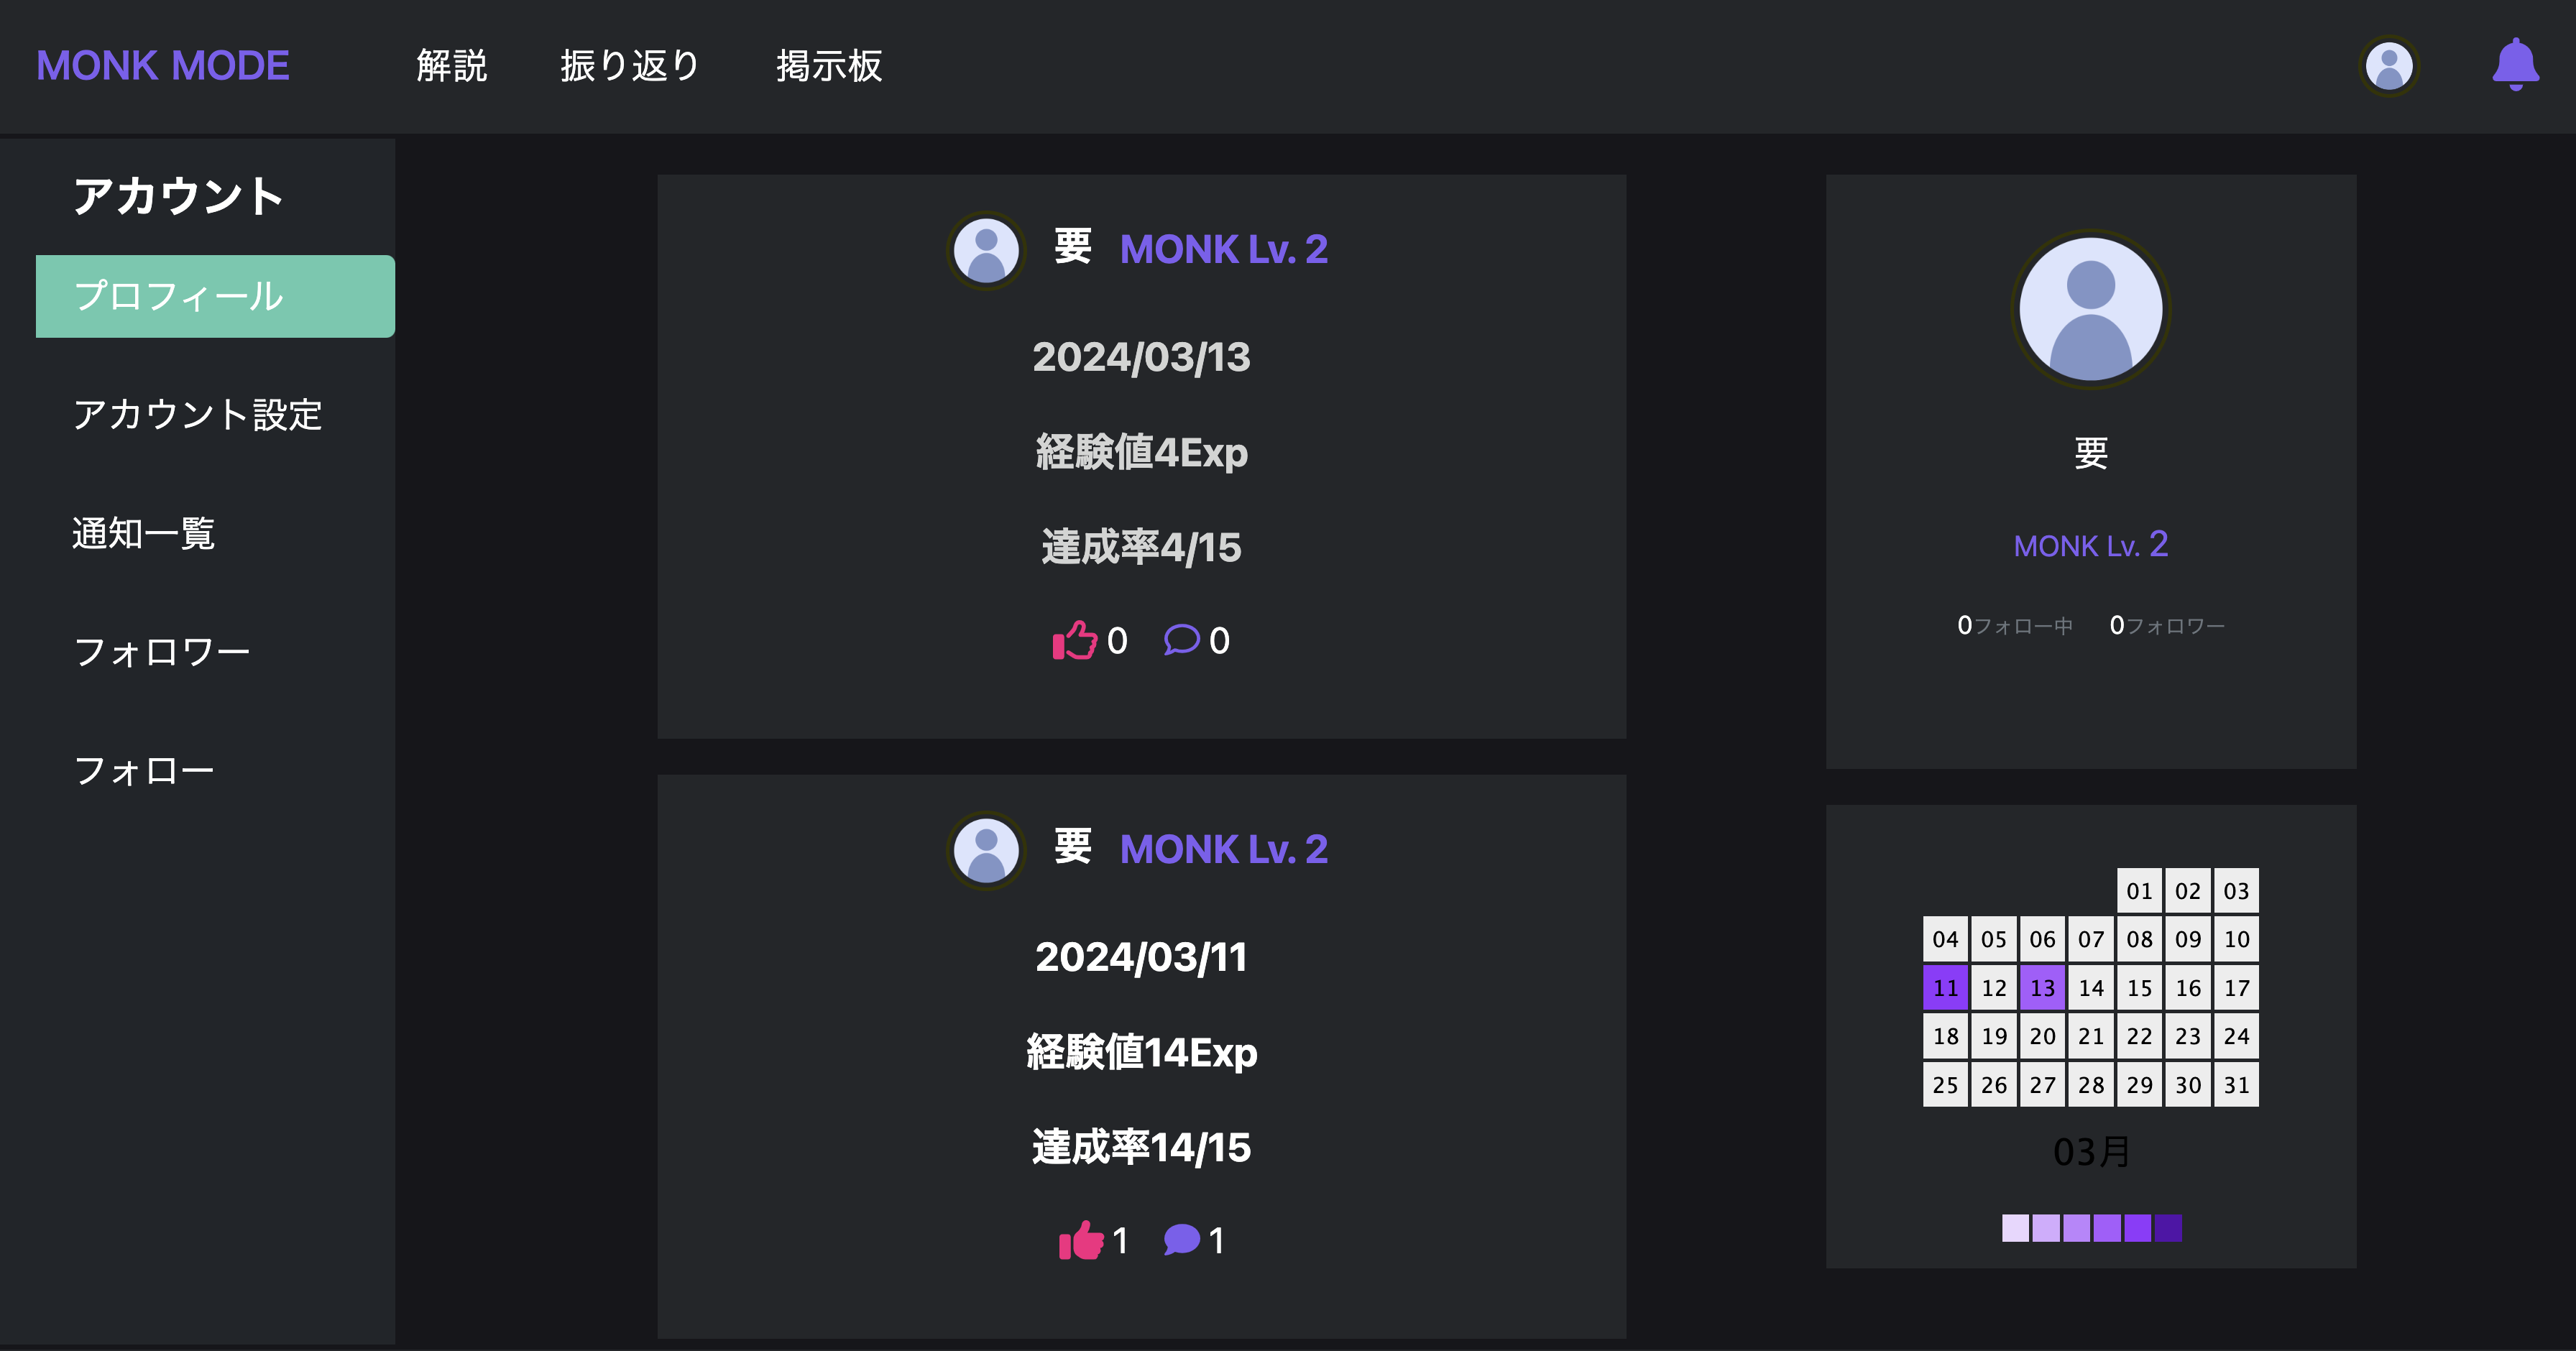 MONK MODE 解説 振り返り 掲示板
アカウント
プロフィール
アカウント設定
通知一覧
フォロワー
フォロー
要 MONK Lv. 2
2024/03/13
経験値4Exp
達成率4/15
0 0
要 MONK Lv. 2
2024/03/11
経験値14Exp
達成率14/15
1 1
要
MONK Lv. 2
0フォロー中 0フォロワー
01 02 03
04 05 06 07 08 09 10
11 12 13 14 15 16 17
18 19 20 21 22 23 24
25 26 27 28 29 30 31
03月